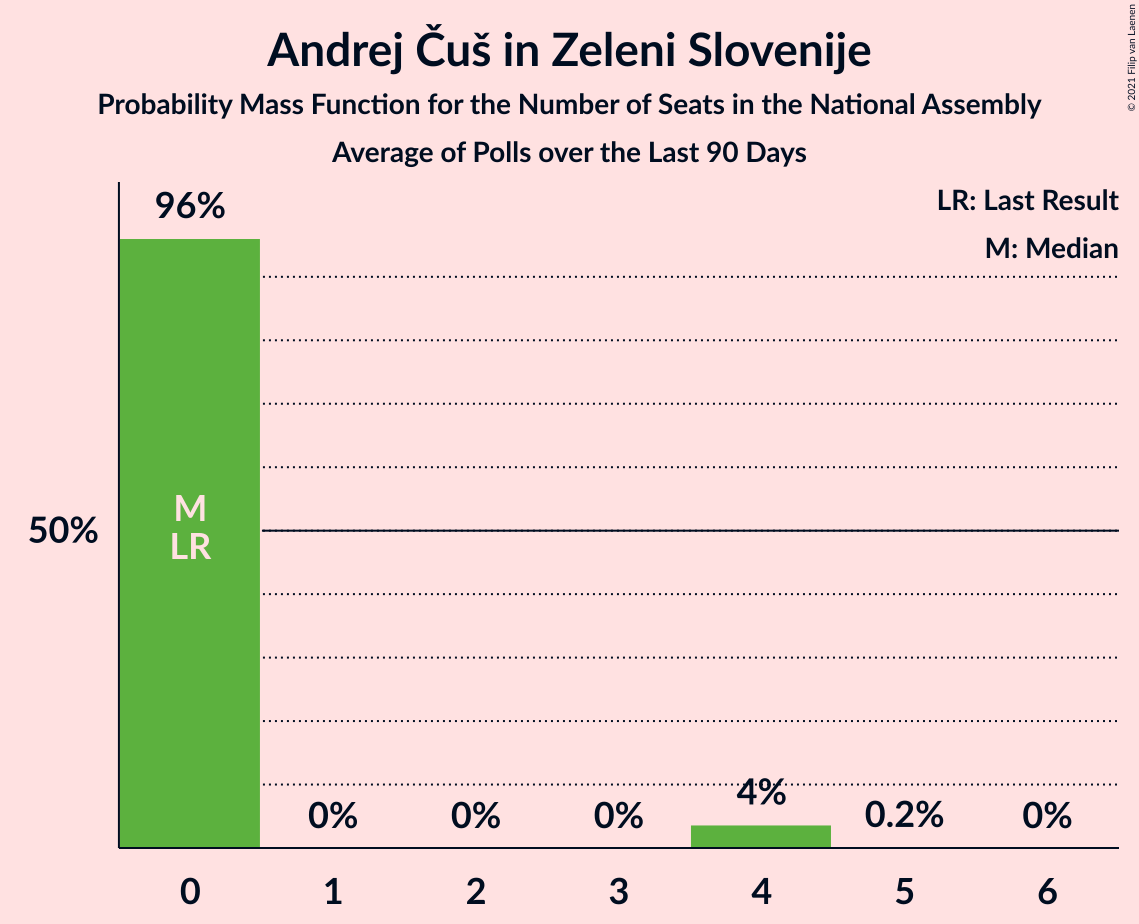 Andrej Čuš in Zeleni Slovenije
Probability Mass Function for the Number of Seats in the National Assembly
Average of Polls over the Last 90 Days
© 2021 Filip van Laenen
LR: Last Result
M: Median
96%
M
LR
50%
0%
0%
0%
4%
0.2%
0%
0
1
2
3
4
5
6